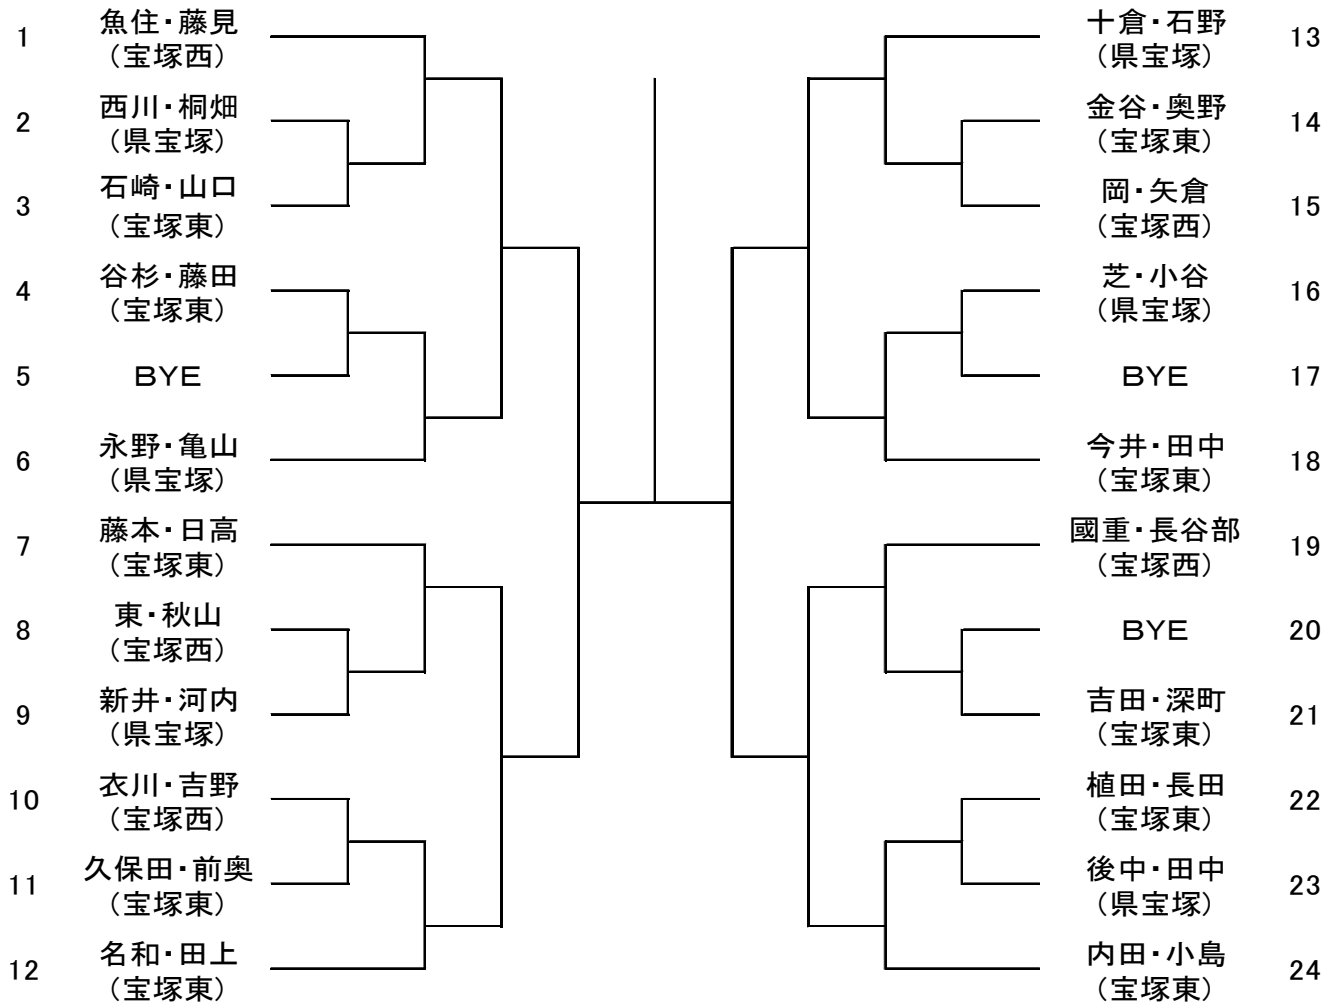 1
魚住・藤見
(宝塚西)
2
西川・桐畑
(県宝塚)
3
石崎・山口
(宝塚東)
4
谷杉・藤田
(宝塚東)
5
BYE
6
永野・亀山
(県宝塚)
7
藤本・日高
(宝塚東)
8
東・秋山
(宝塚西)
9
新井・河内
(県宝塚)
10
衣川・吉野
(宝塚西)
11
久保田・前奥
(宝塚東)
12
名和・田上
(宝塚東)
十倉・石野
(県宝塚)
13
金谷・奥野
(宝塚東)
14
岡・矢倉
(宝塚西)
15
芝・小谷
(県宝塚)
16
BYE
17
今井・田中
(宝塚東)
18
國重・長谷部
(宝塚西)
19
BYE
20
吉田・深町
(宝塚東)
21
植田・長田
(宝塚東)
22
後中・田中
(県宝塚)
23
内田・小島
(宝塚東)
24